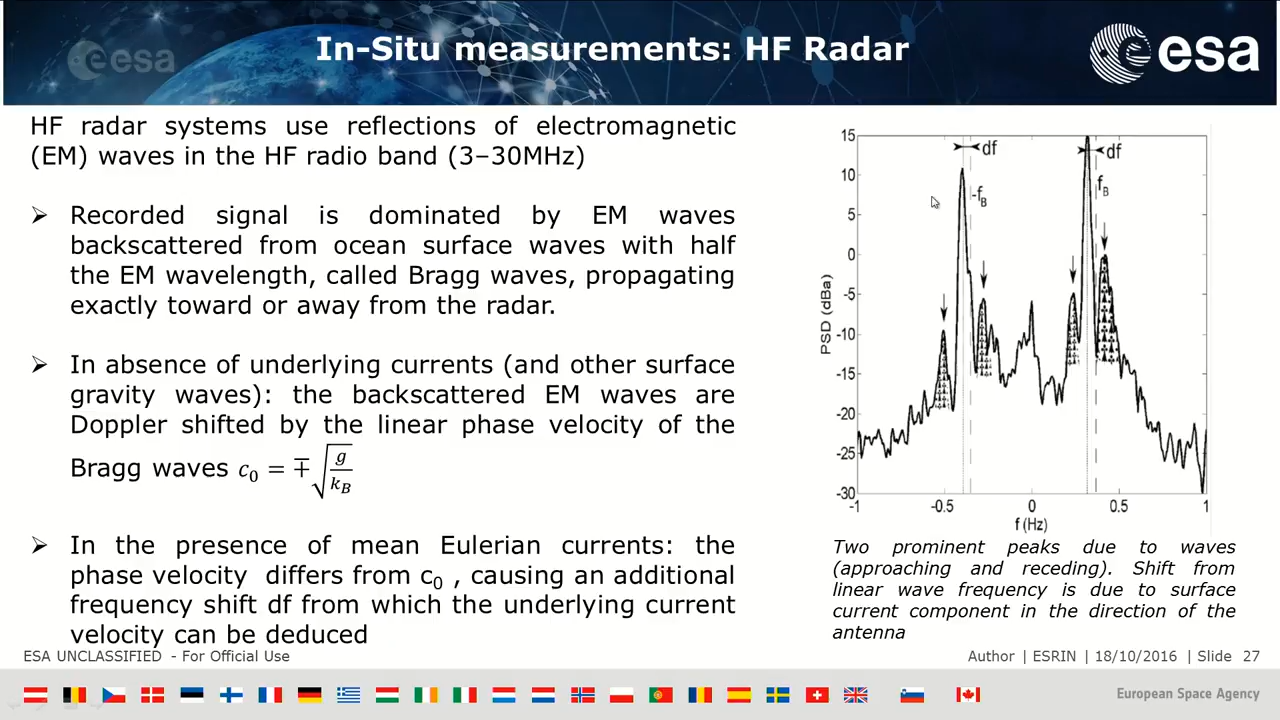 esa
In-Situ measurements: HF Radar
esa
HF radar systems use reflections of electromagnetic
(EM) waves in the HF radio band (3–30MHz)
➢ Recorded signal is dominated by EM waves
backscattered from ocean surface waves with half
the EM wavelength, called Bragg waves, propagating
exactly toward or away from the radar.
➢ In absence of underlying currents (and other surface
gravity waves): the backscattered EM waves are
Doppler shifted by the linear phase velocity of the
Bragg waves c₀ = ∓√(g/k_B)
➢ In the presence of mean Eulerian currents: the
phase velocity differs from c₀ , causing an additional
frequency shift df from which the underlying current
velocity can be deduced
15
10
5
0
-5
-10
-15
-20
-25
-30
PSD (dBa)
df
df
-f_B
f_B
-1 -0.5 0 0.5 1
f (Hz)
Two prominent peaks due to waves
(approaching and receding). Shift from
linear wave frequency is due to surface
current component in the direction of the
antenna
ESA UNCLASSIFIED - For Official Use
Author | ESRIN | 18/10/2016 | Slide 27
European Space Agency